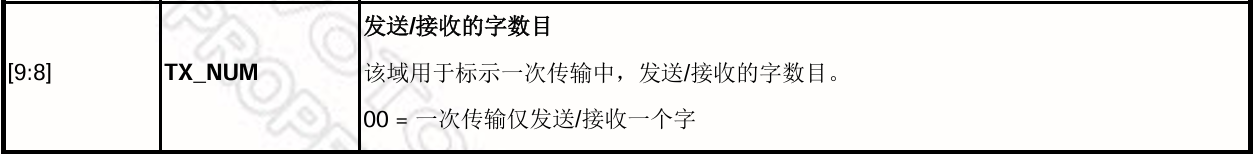 发送/接收的字数目
[9:8] TX_NUM 该域用于标示一次传输中，发送/接收的字数目。
00 = 一次传输仅发送/接收一个字